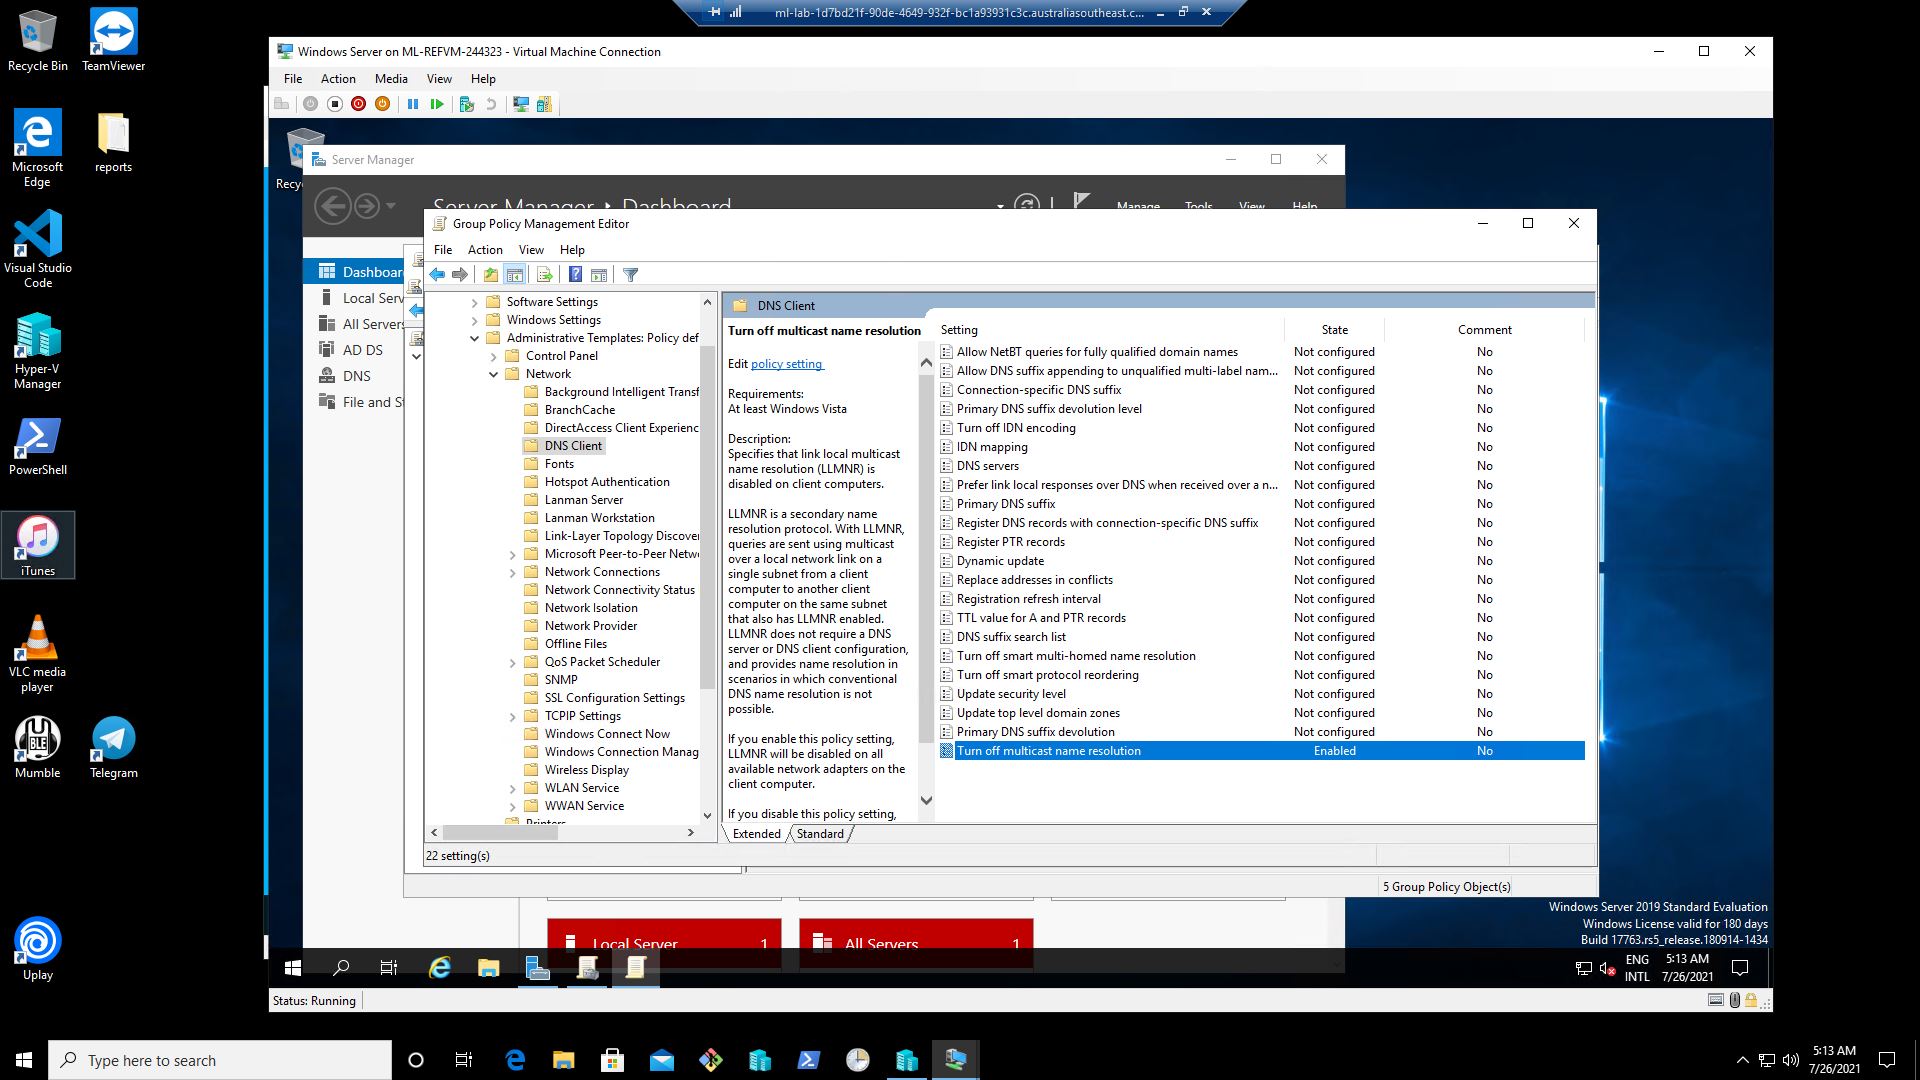 ml-lab-1d7bd21f-90de-4649-932f-bc1a93931c3c.australiasoutheast.c...
Recycle Bin
TeamViewer
Microsoft
Edge
reports
Visual Studio
Code
Hyper-V
Manager
PowerShell
iTunes
VLC media
player
Mumble
Telegram
Uplay
Windows Server on ML-REFVM-244323 - Virtual Machine Connection
File Action Media View Help
Recyc
Server Manager
Server Manager • Dashboard
Manage Tools View Help
Dashboar
Local Serv
All Servers
AD DS
DNS
File and St
Group Policy Management Editor
File Action View Help
Software Settings
Windows Settings
Administrative Templates: Policy def
Control Panel
Network
Background Intelligent Transf
BranchCache
DirectAccess Client Experienc
DNS Client
Fonts
Hotspot Authentication
Lanman Server
Lanman Workstation
Link-Layer Topology Discover
Microsoft Peer-to-Peer Netwo
Network Connections
Network Connectivity Status
Network Isolation
Network Provider
Offline Files
QoS Packet Scheduler
SNMP
SSL Configuration Settings
TCPIP Settings
Windows Connect Now
Windows Connection Manag
Wireless Display
WLAN Service
WWAN Service
Printers
DNS Client
Turn off multicast name resolution
Edit policy setting
Requirements:
At least Windows Vista
Description:
Specifies that link local multicast
name resolution (LLMNR) is
disabled on client computers.
LLMNR is a secondary name
resolution protocol. With LLMNR,
queries are sent using multicast
over a local network link on a
single subnet from a client
computer to another client
computer on the same subnet
that also has LLMNR enabled.
LLMNR does not require a DNS
server or DNS client configuration,
and provides name resolution in
scenarios in which conventional
DNS name resolution is not
possible.
If you enable this policy setting,
LLMNR will be disabled on all
available network adapters on the
client computer.
If you disable this policy setting,
Setting State Comment
Allow NetBT queries for fully qualified domain names Not configured No
Allow DNS suffix appending to unqualified multi-label nam... Not configured No
Connection-specific DNS suffix Not configured No
Primary DNS suffix devolution level Not configured No
Turn off IDN encoding Not configured No
IDN mapping Not configured No
DNS servers Not configured No
Prefer link local responses over DNS when received over a n... Not configured No
Primary DNS suffix Not configured No
Register DNS records with connection-specific DNS suffix Not configured No
Register PTR records Not configured No
Dynamic update Not configured No
Replace addresses in conflicts Not configured No
Registration refresh interval Not configured No
TTL value for A and PTR records Not configured No
DNS suffix search list Not configured No
Turn off smart multi-homed name resolution Not configured No
Turn off smart protocol reordering Not configured No
Update security level Not configured No
Update top level domain zones Not configured No
Primary DNS suffix devolution Not configured No
Turn off multicast name resolution Enabled No
Extended Standard
22 setting(s)
5 Group Policy Object(s)
Local Server 1
All Servers 1
Windows Server 2019 Standard Evaluation
Windows License valid for 180 days
Build 17763.rs5_release.180914-1434
ENG
INTL
5:13 AM
7/26/2021
Status: Running
Type here to search
5:13 AM
7/26/2021